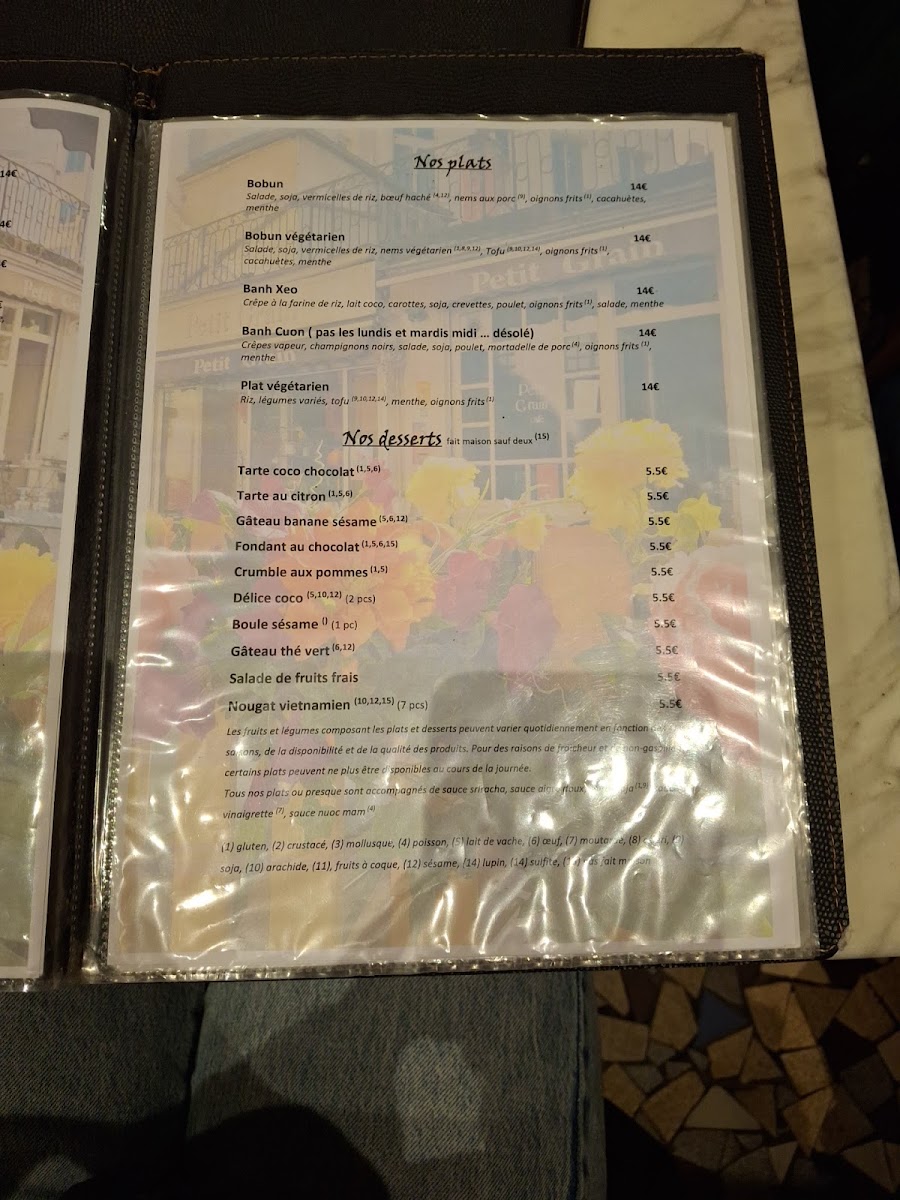 Nos plats
Bobun 14€
Salade, soja, vermicelles de riz, bœuf haché (4,12), nems aux porc (9), oignons frits (1), cacahuètes,
menthe
Bobun végétarien 14€
Salade, soja, vermicelles de riz, nems végétarien (1,8,9,12), Tofu (9,10,12,14), oignons frits (1),
cacahuètes, menthe
Banh Xeo 14€
Crêpe à la farine de riz, lait coco, carottes, soja, crevettes, poulet, oignons frits (1), salade, menthe
Banh Cuon ( pas les lundis et mardis midi ... désolé) 14€
Crêpes vapeur, champignons noirs, salade, soja, poulet, mortadelle de porc (4), oignons frits (1),
menthe
Plat végétarien 14€
Riz, légumes variés, tofu (9,10,12,14), menthe, oignons frits (1)
Nos desserts fait maison sauf deux (15)
Tarte coco chocolat (1,5,6) 5.5€
Tarte au citron (1,5,6) 5.5€
Gâteau banane sésame (5,6,12) 5.5€
Fondant au chocolat (1,5,6,15) 5.5€
Crumble aux pommes (1,5) 5.5€
Délice coco (5,10,12) (2 pcs) 5.5€
Boule sésame () (1 pc) 5.5€
Gâteau thé vert (6,12) 5.5€
Salade de fruits frais 5.5€
Nougat vietnamien (10,12,15) (7 pcs) 5.5€
Les fruits et légumes composant les plats et desserts peuvent varier quotidiennement en fonction
saisons, de la disponibilité et de la qualité des produits. Pour des raisons de fraîcheur et
certains plats peuvent ne plus être disponibles au cours de la journée.
Tous nos plats ou presque sont accompagnés de sauce sriracha, sauce
vinaigrette (7), sauce nuoc mam (4)
(1) gluten, (2) crustacé, (3) mollusque, (4) poisson, (5) lait de vache, (6) œuf, (7) moutarde, (8)
soja, (10) arachide, (11), fruits à coque, (12) sésame, (14) lupin, (14) sulfite, pas fait maison
14€
4€
€
Petit Grain
Petit Grain